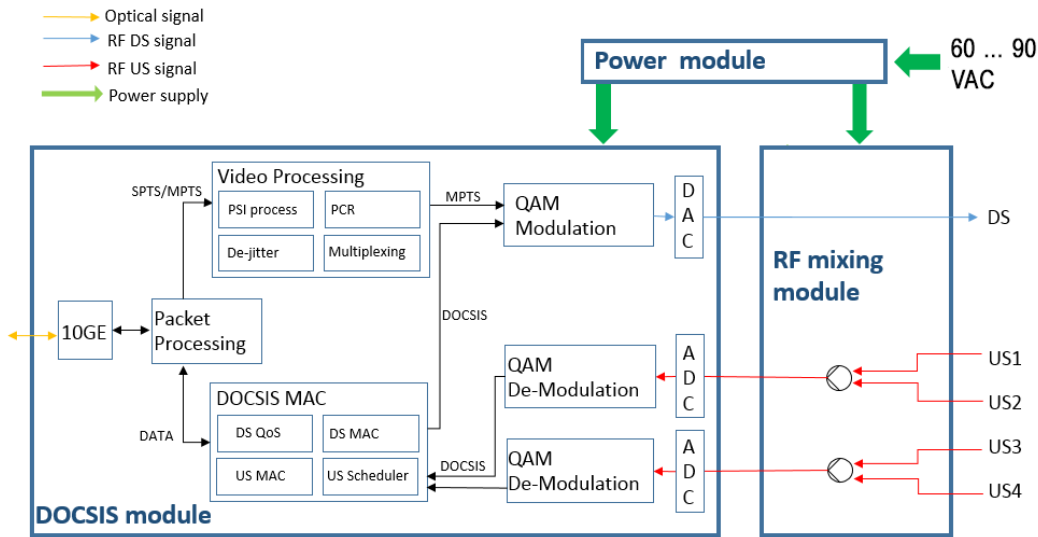 Optical signal
RF DS signal
RF US signal
Power supply
Power module
60 ... 90
VAC
Video Processing
PSI process
PCR
De-jitter
Multiplexing
SPTS/MPTS
MPTS
QAM
Modulation
D
A
C
DS
RF mixing
module
10GE
Packet
Processing
DOCSIS
QAM
De-Modulation
A
D
C
US1
US2
DATA
DOCSIS MAC
DS QoS
DS MAC
US MAC
US Scheduler
DOCSIS
QAM
De-Modulation
A
D
C
US3
US4
DOCSIS module